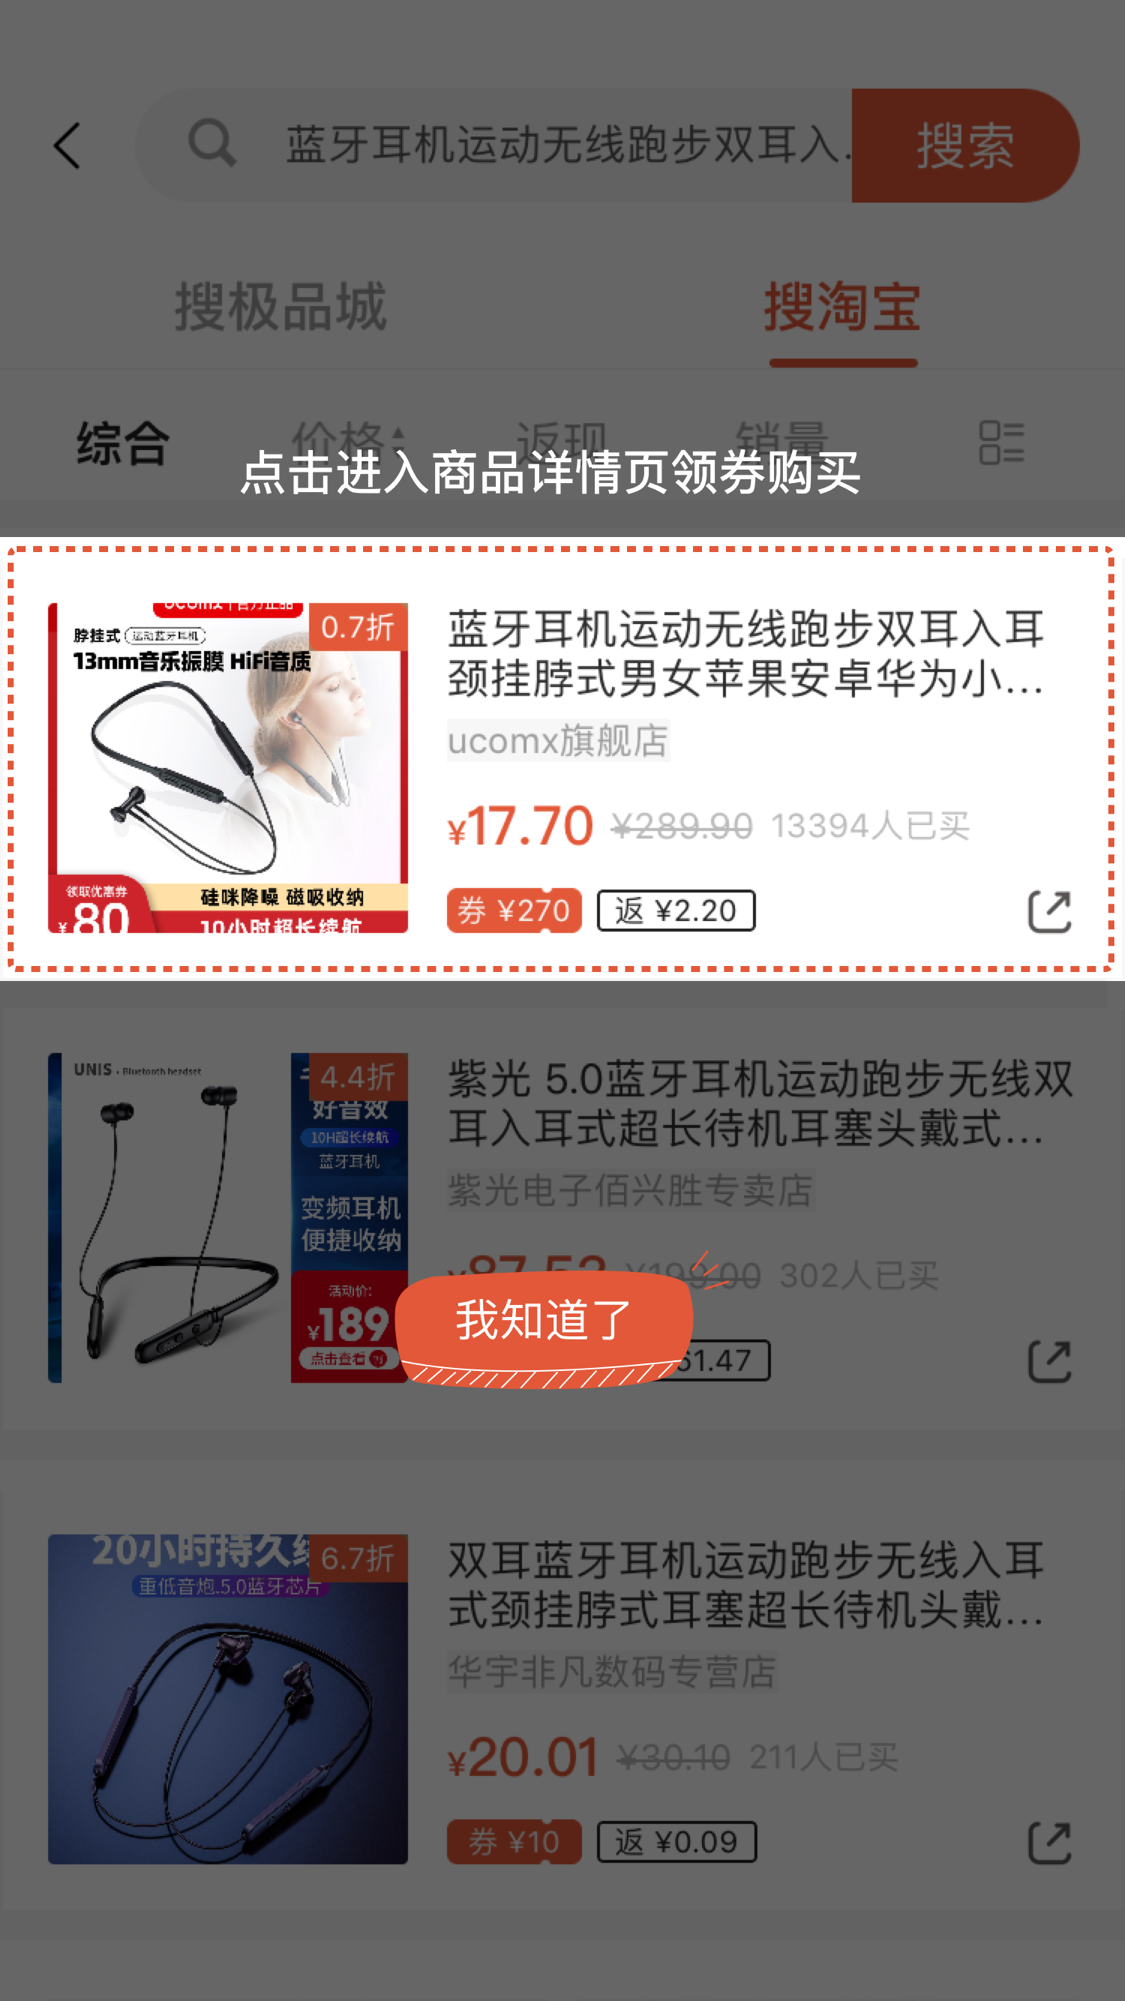 蓝牙耳机运动无线跑步双耳入.
搜索
搜极品城
搜淘宝
综合
价格
返现
销量
点击进入商品详情页领券购买
ucomx 官方正品
0.7折
脖挂式 运动蓝牙耳机
13mm音乐振膜 HiFi音质
领取优惠券
¥80
硅咪降噪 磁吸收纳
10小时超长续航
蓝牙耳机运动无线跑步双耳入耳
颈挂脖式男女苹果安卓华为小...
ucomx旗舰店
¥17.70 ¥289.90 13394人已买
券 ¥270 返 ¥2.20
UNIS · Bluetooth headset
4.4折
好音效
10H超长续航
蓝牙耳机
变频耳机
便捷收纳
活动价:
¥189
点击查看
紫光 5.0蓝牙耳机运动跑步无线双
耳入耳式超长待机耳塞头戴式...
紫光电子佰兴胜专卖店
¥87.53 ¥199.00 302人已买
我知道了
61.47
20小时持久续
6.7折
重低音炮.5.0蓝牙芯片
双耳蓝牙耳机运动跑步无线入耳
式颈挂脖式耳塞超长待机头戴...
华宇非凡数码专营店
¥20.01 ¥30.10 211人已买
券 ¥10 返 ¥0.09